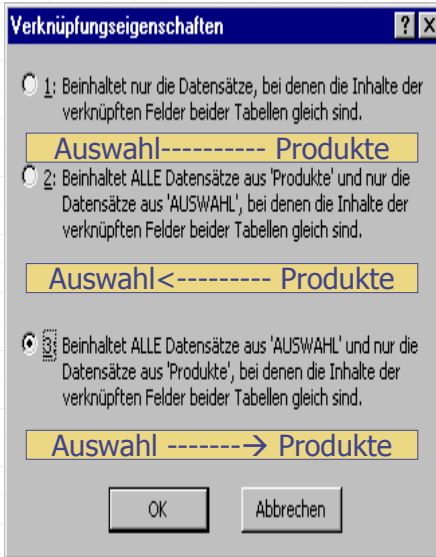 Verknüpfungseigenschaften ? X
1: Beinhaltet nur die Datensätze, bei denen die Inhalte der
verknüpften Felder beider Tabellen gleich sind.
Auswahl---------- Produkte
2: Beinhaltet ALLE Datensätze aus 'Produkte' und nur die
Datensätze aus 'AUSWAHL', bei denen die Inhalte der
verknüpften Felder beider Tabellen gleich sind.
Auswahl<--------- Produkte
3: Beinhaltet ALLE Datensätze aus 'AUSWAHL' und nur die
Datensätze aus 'Produkte', bei denen die Inhalte der
verknüpften Felder beider Tabellen gleich sind.
Auswahl -------→ Produkte
OK Abbrechen